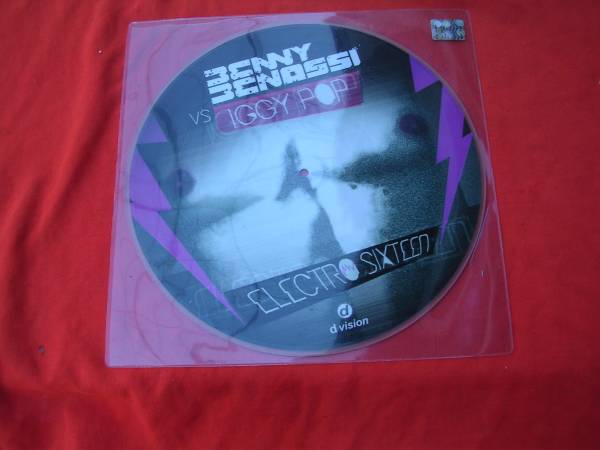 BENNY
BENASSI
VS IGGY POP
ELECTRO SIXTEEN
d
d vision